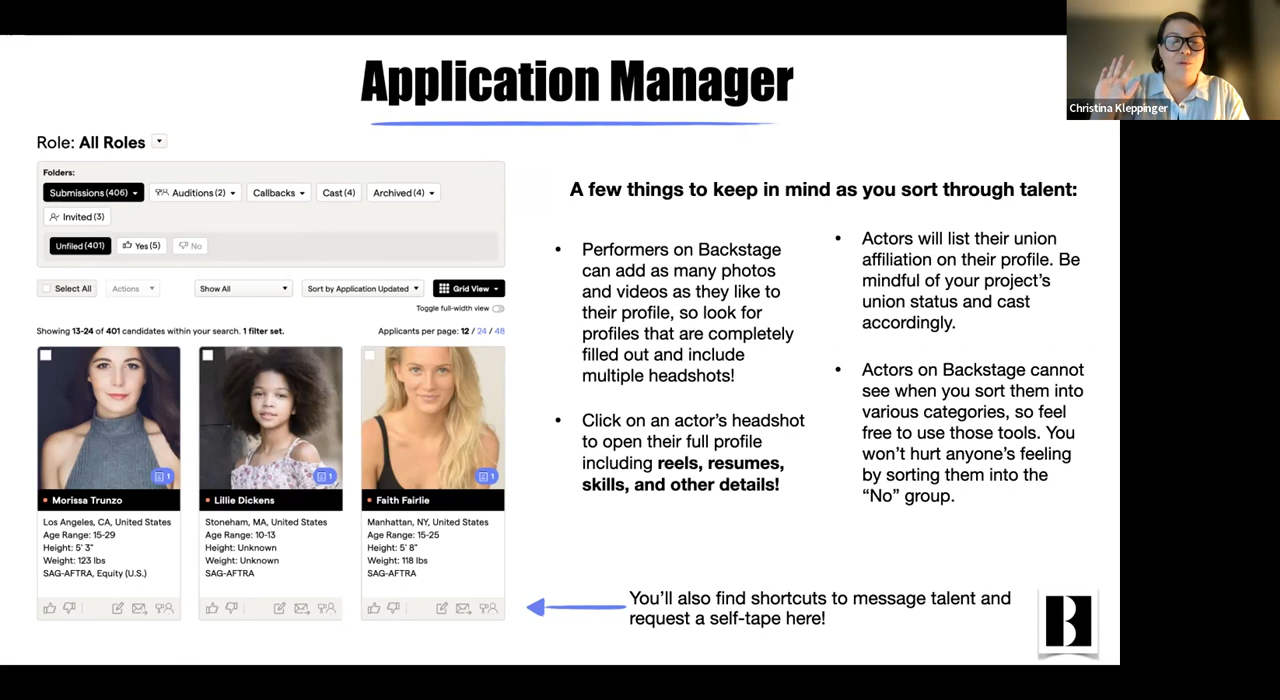 Application Manager
Christina Kleppinger
Role: All Roles
Folders:
Submissions (406) Auditions (2) Callbacks Cast (4) Archived (4)
Invited (3)
Unfiled (401) Yes (5) No
Select All Actions Show All Sort by Application Updated Grid View
Toggle full-width view
Showing 13-24 of 401 candidates within your search. 1 filter set. Applicants per page: 12 / 24 / 48
1 1 1
Morissa Trunzo
Los Angeles, CA, United States
Age Range: 15-29
Height: 5' 3"
Weight: 123 lbs
SAG-AFTRA, Equity (U.S.)
Lillie Dickens
Stoneham, MA, United States
Age Range: 10-13
Height: Unknown
Weight: Unknown
SAG-AFTRA
Faith Fairlie
Manhattan, NY, United States
Age Range: 15-25
Height: 5' 8"
Weight: 118 lbs
SAG-AFTRA
A few things to keep in mind as you sort through talent:
• Performers on Backstage
can add as many photos
and videos as they like to
their profile, so look for
profiles that are completely
filled out and include
multiple headshots!
• Click on an actor's headshot
to open their full profile
including reels, resumes,
skills, and other details!
• Actors will list their union
affiliation on their profile. Be
mindful of your project's
union status and cast
accordingly.
• Actors on Backstage cannot
see when you sort them into
various categories, so feel
free to use those tools. You
won't hurt anyone's feeling
by sorting them into the
“No” group.
You'll also find shortcuts to message talent and
request a self-tape here!
B